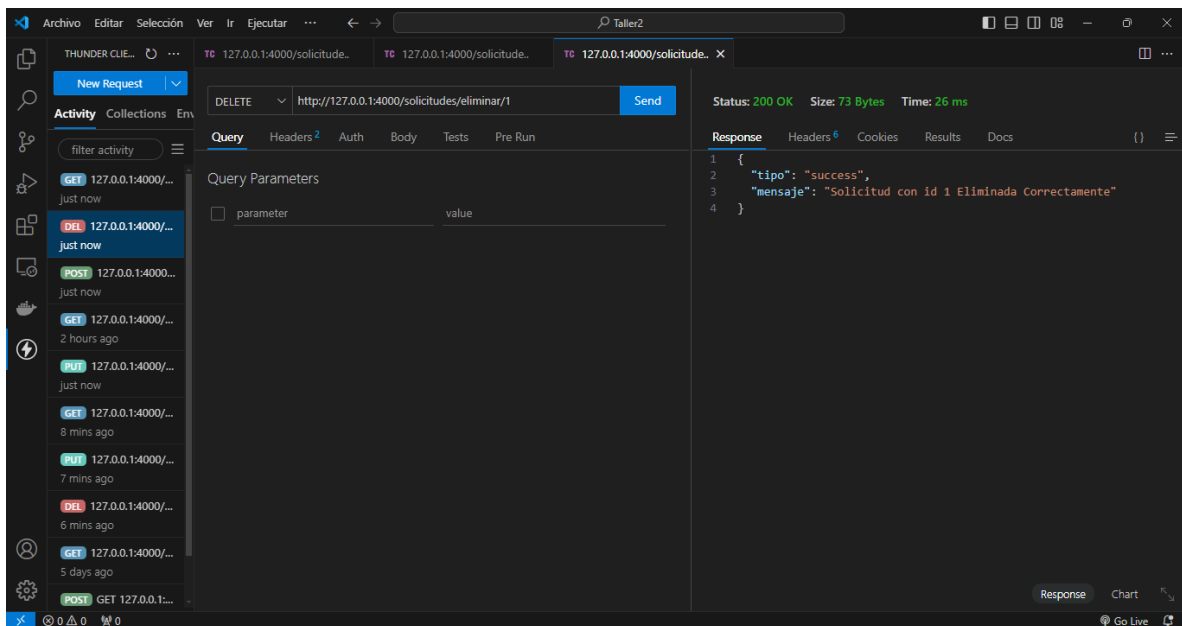 Archivo Editar Selección Ver Ir Ejecutar ··· Taller2
THUNDER CLIE... ···
New Request
Activity Collections Env
filter activity
GET 127.0.0.1:4000/...
just now
DEL 127.0.0.1:4000/...
just now
POST 127.0.0.1:4000...
just now
GET 127.0.0.1:4000/...
2 hours ago
PUT 127.0.0.1:4000/...
just now
GET 127.0.0.1:4000/...
8 mins ago
PUT 127.0.0.1:4000/...
7 mins ago
DEL 127.0.0.1:4000/...
6 mins ago
GET 127.0.0.1:4000/...
5 days ago
POST GET 127.0.0.1:...
TC 127.0.0.1:4000/solicitude.. TC 127.0.0.1:4000/solicitude.. TC 127.0.0.1:4000/solicitude..
DELETE http://127.0.0.1:4000/solicitudes/eliminar/1 Send
Query Headers 2 Auth Body Tests Pre Run
Query Parameters
parameter value
Status: 200 OK Size: 73 Bytes Time: 26 ms
Response Headers 6 Cookies Results Docs {}
1 {
2 "tipo": "success",
3 "mensaje": "Solicitud con id 1 Eliminada Correctamente"
4 }
Response Chart
0 0 0 Go Live